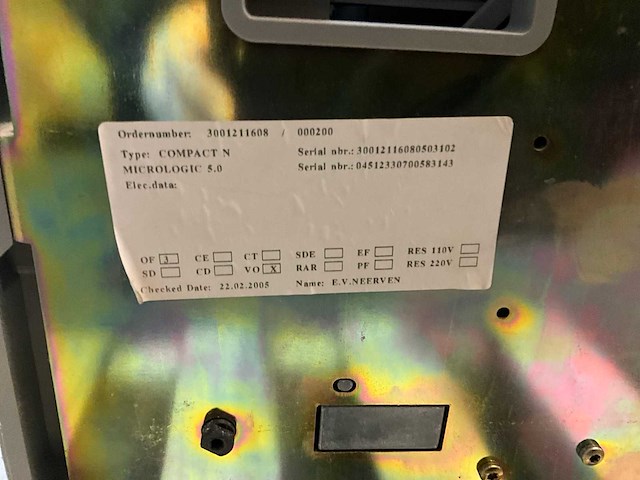 Ordernumber: 3001211608 / 000200
Type: COMPACT N Serial nbr.: 30012116080503102
MICROLOGIC 5.0 Serial nbr.: 04512330700583143
Elec.data:
OF 3 CE CT SDE EF RES 110V
SD CD VO X RAR PF RES 220V
Checked Date: 22.02.2005 Name: E.V.NEERVEN